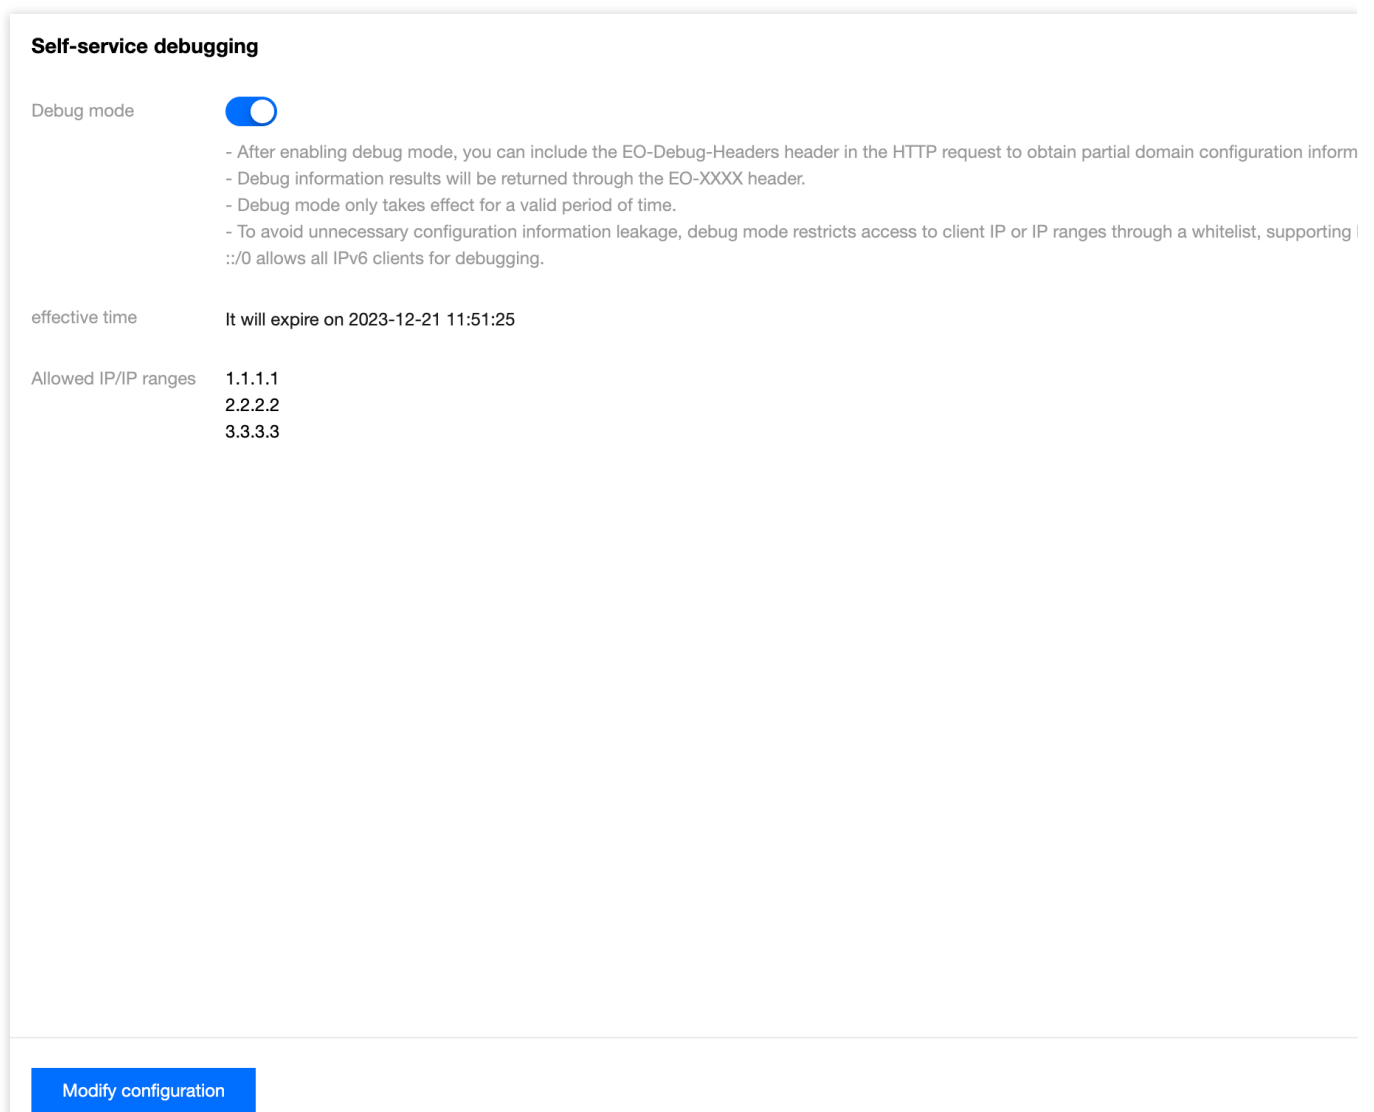 Self-service debugging
Debug mode
- After enabling debug mode, you can include the EO-Debug-Headers header in the HTTP request to obtain partial domain configuration inform
- Debug information results will be returned through the EO-XXXX header.
- Debug mode only takes effect for a valid period of time.
- To avoid unnecessary configuration information leakage, debug mode restricts access to client IP or IP ranges through a whitelist, supporting
::/0 allows all IPv6 clients for debugging.
effective time
It will expire on 2023-12-21 11:51:25
Allowed IP/IP ranges
1.1.1.1
2.2.2.2
3.3.3.3
Modify configuration